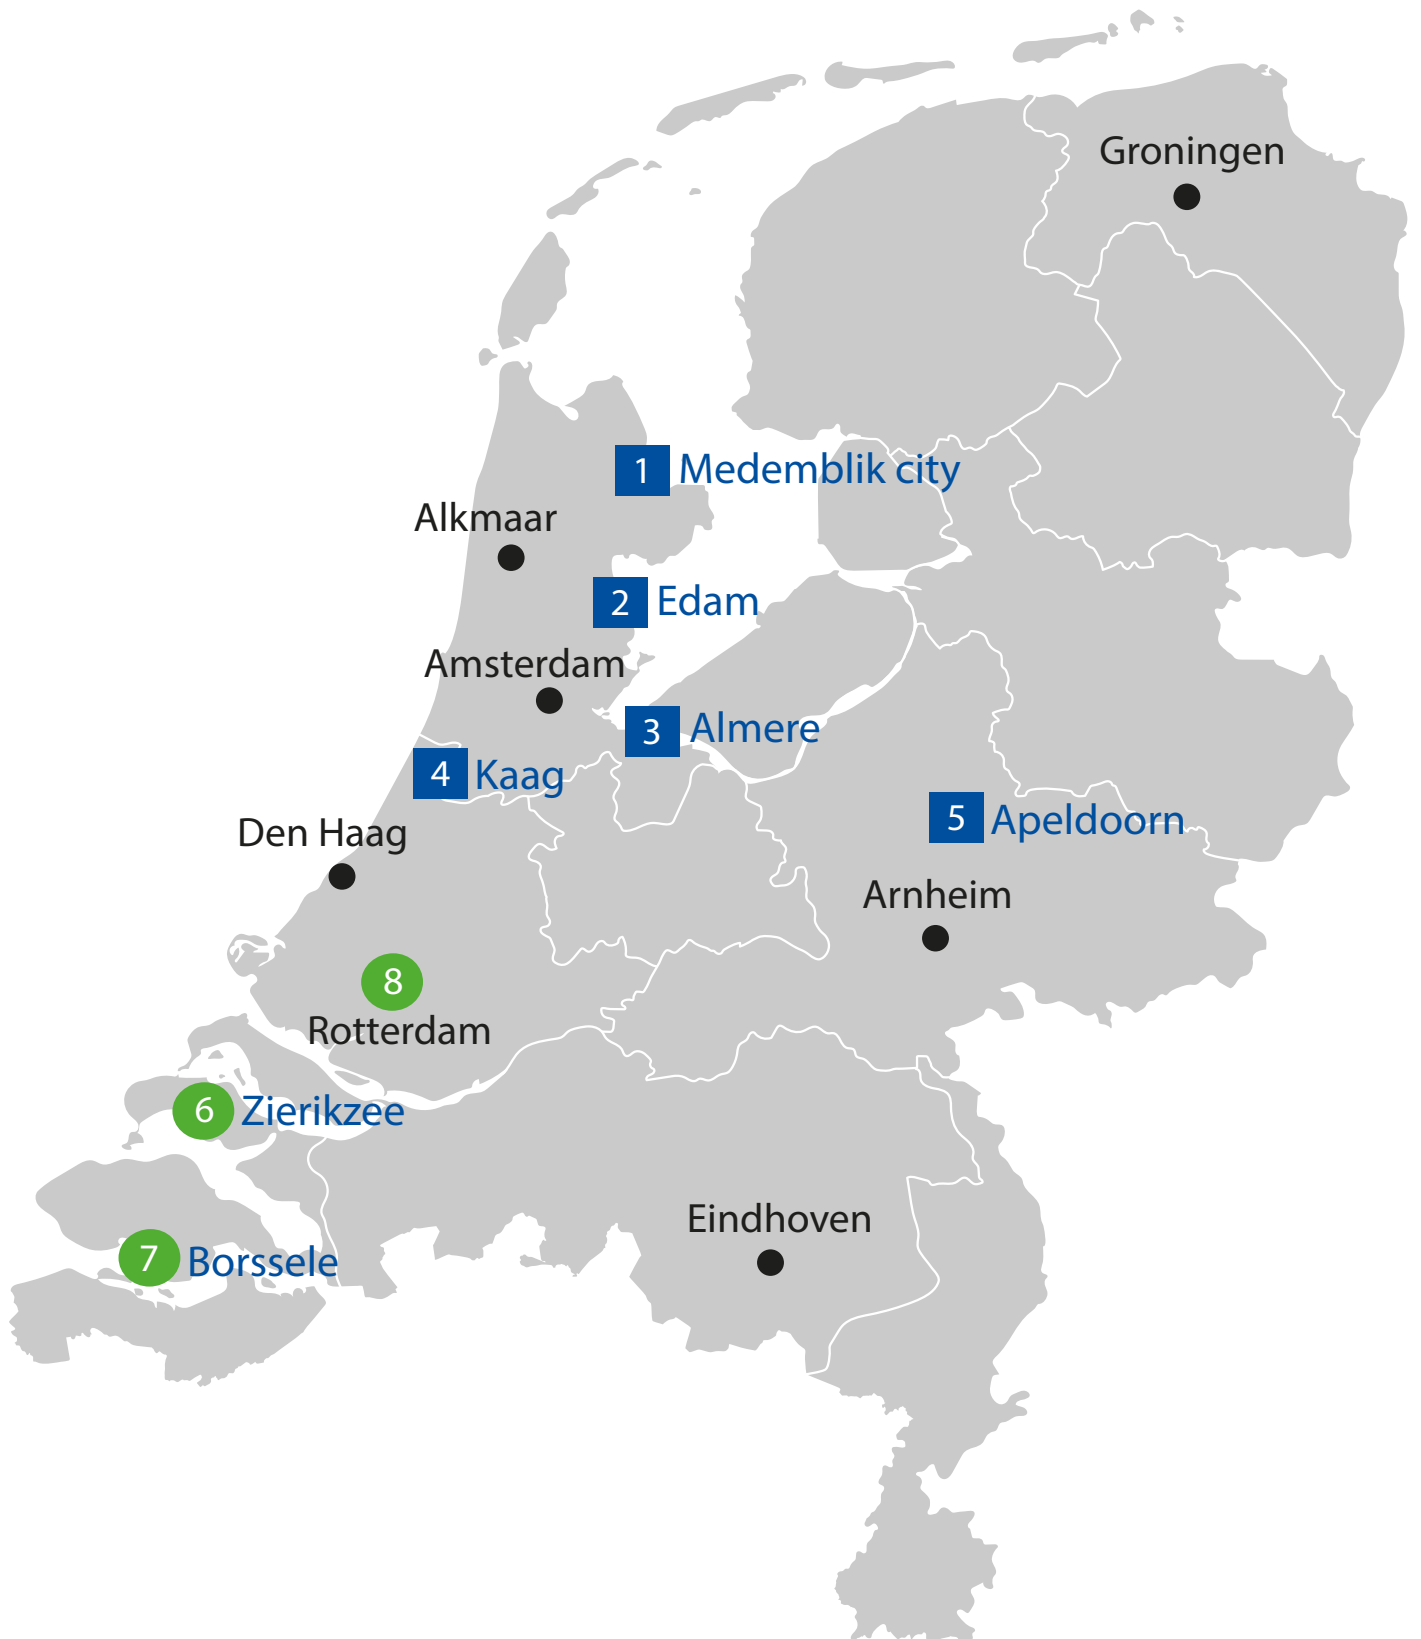 Groningen
1 Medemblik city
Alkmaar
2 Edam
Amsterdam
3 Almere
4 Kaag
5 Apeldoorn
Den Haag
Arnheim
8
Rotterdam
6 Zierikzee
Eindhoven
7 Borssele